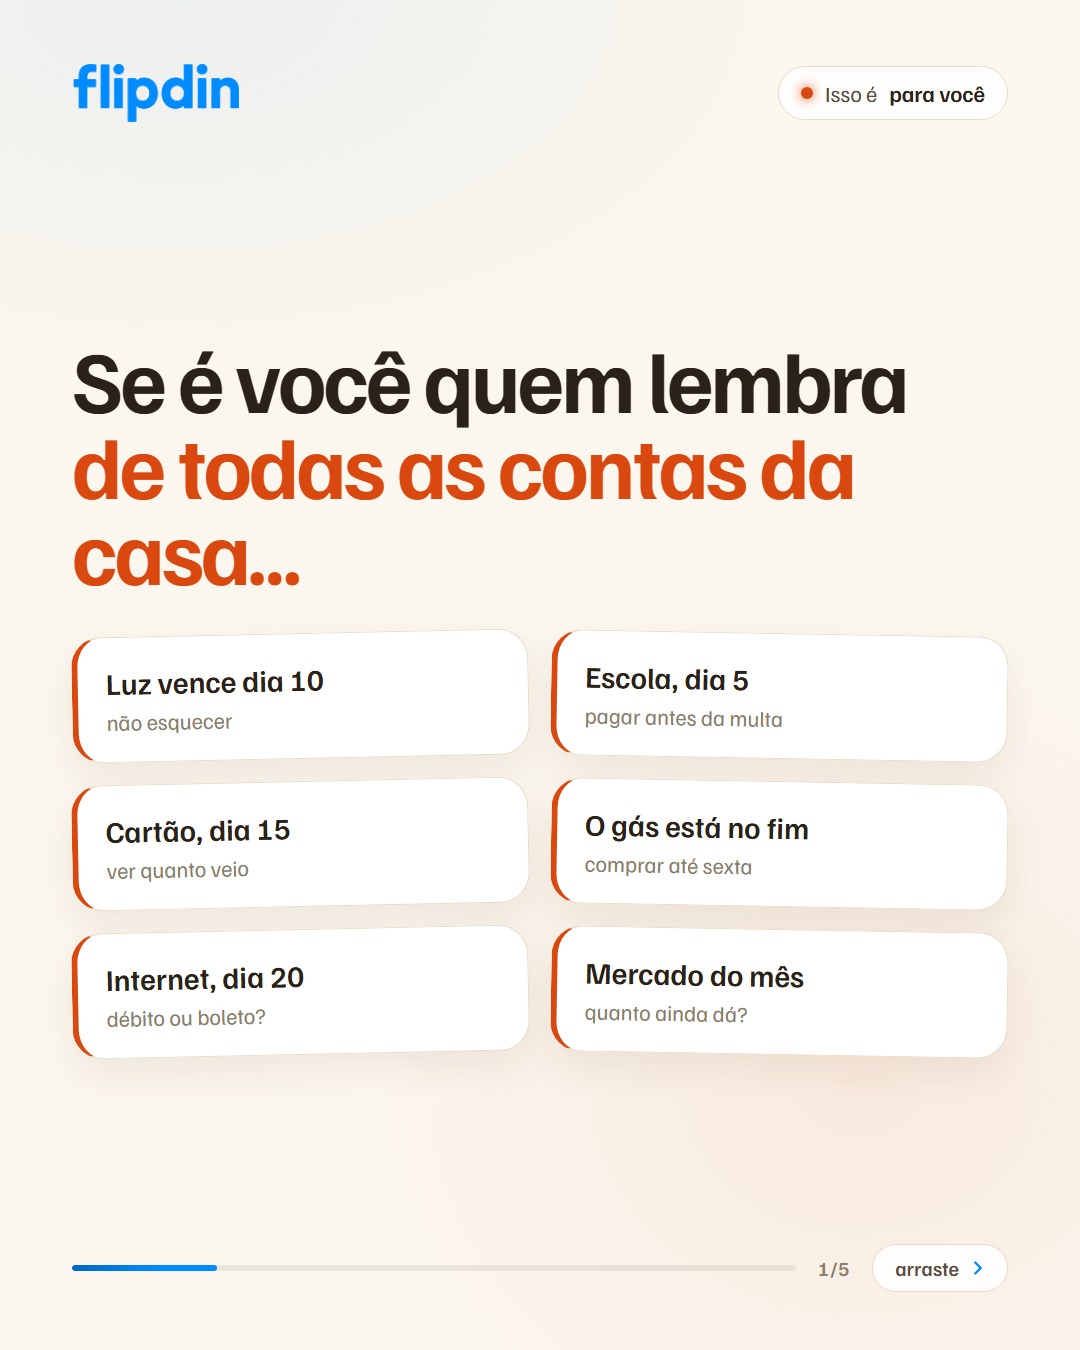 flipdin
Isso é para você
Se é você quem lembra
de todas as contas da
casa...
Luz vence dia 10
não esquecer
Escola, dia 5
pagar antes da multa
Cartão, dia 15
ver quanto veio
O gás está no fim
comprar até sexta
Internet, dia 20
débito ou boleto?
Mercado do mês
quanto ainda dá?
1/5
arraste